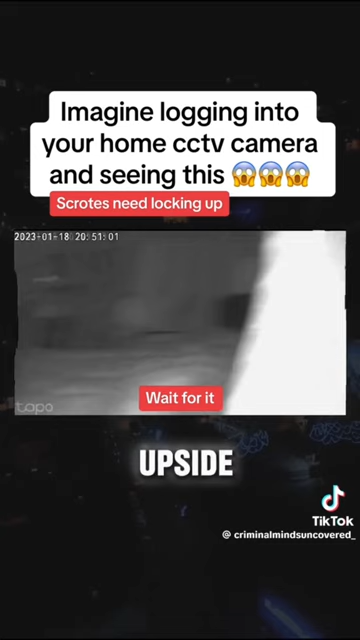 Imagine logging into
your home cctv camera
and seeing this 😱😱😱
Scrotes need locking up
2023-01-18 20:51:01
Wait for it
tapo
UPSIDE
TikTok
@ criminalmindsuncovered_